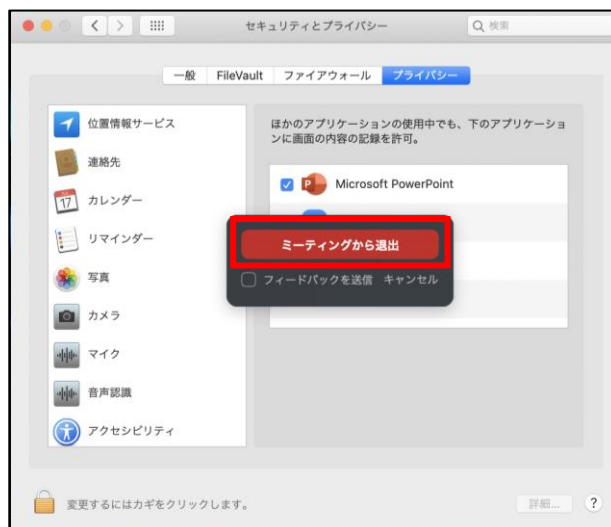 セキュリティとプライバシー
検索
一般
FileVault
ファイアウォール
プライバシー
位置情報サービス
連絡先
17
カレンダー
リマインダー
写真
カメラ
マイク
音声認識
アクセシビリティ
ほかのアプリケーションの使用中でも、下のアプリケーショ
ンに画面の内容の記録を許可。
P
Microsoft PowerPoint
ミーティングから退出
フィードバックを送信 キャンセル
変更するにはカギをクリックします。
詳細...
?